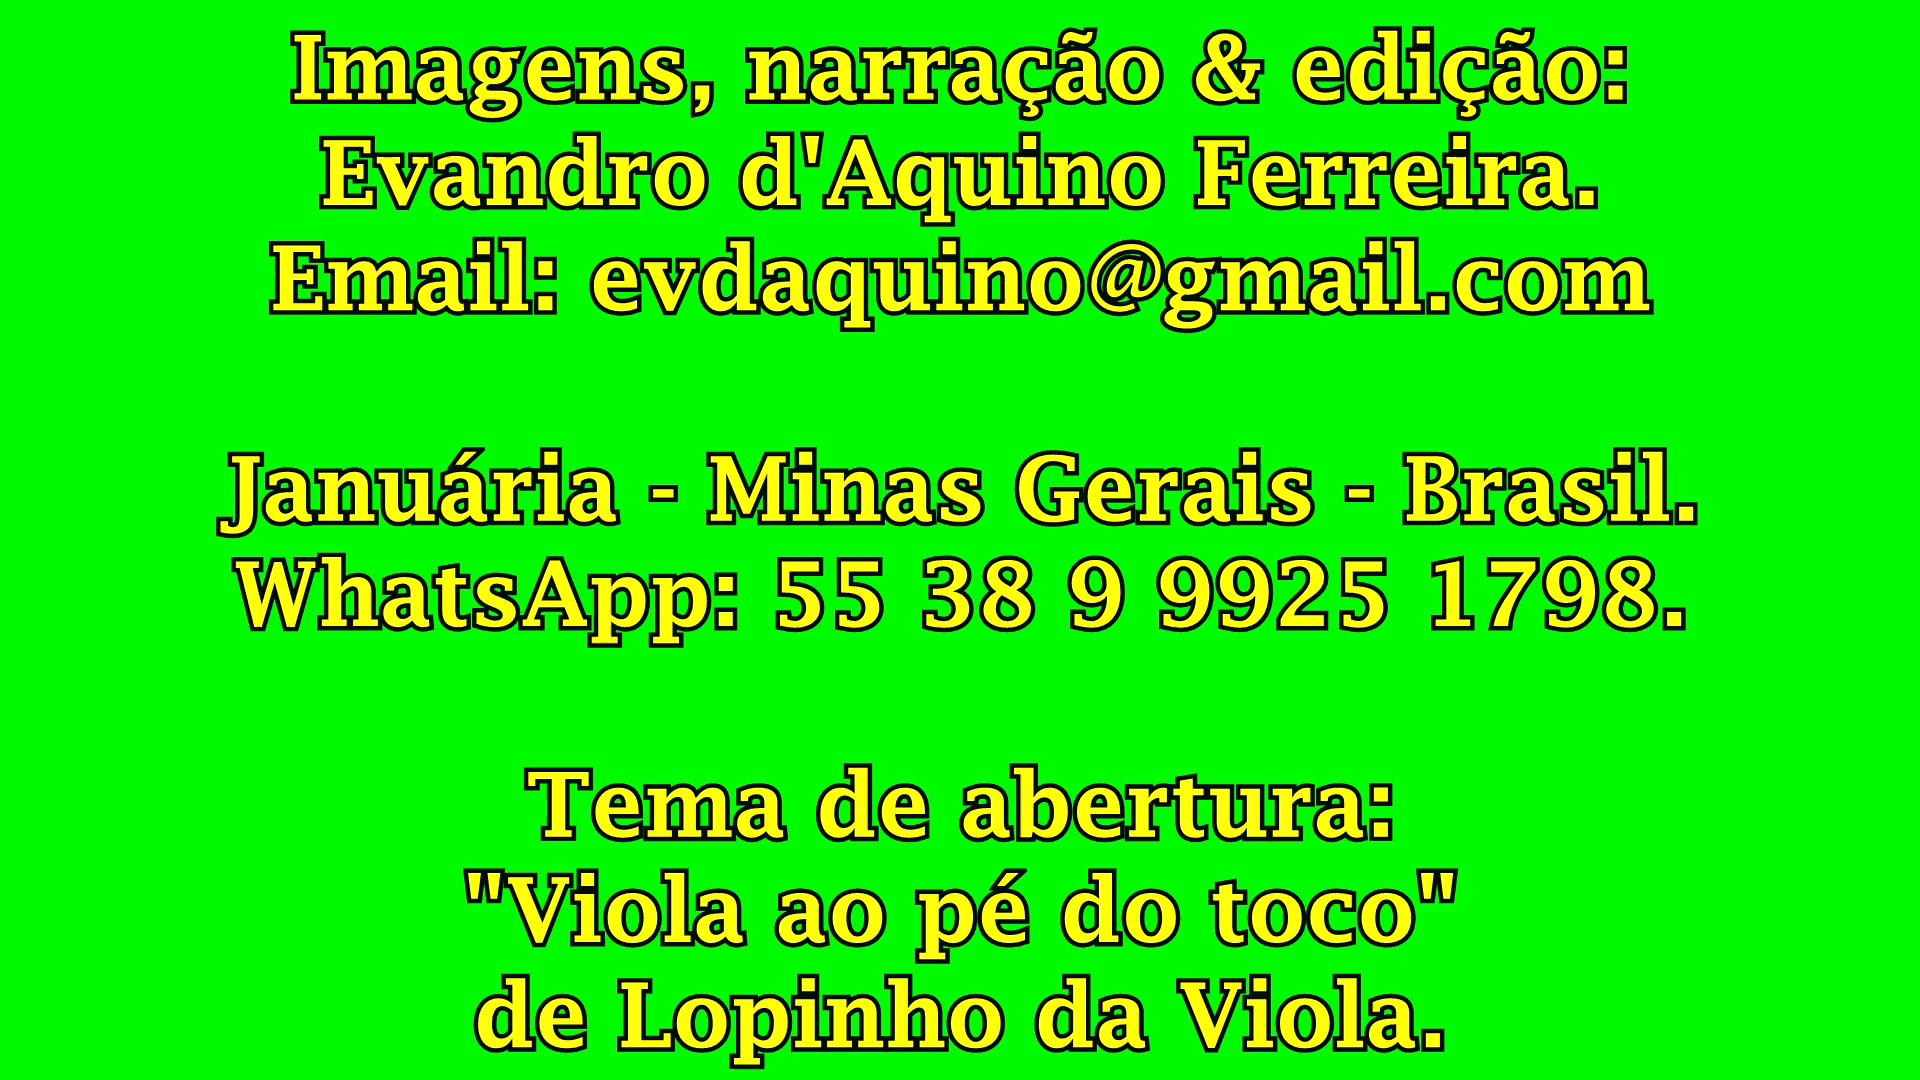 Imagens, narração & edição:
Evandro d'Aquino Ferreira.
Email: evdaquino@gmail.com
Januária - Minas Gerais - Brasil.
WhatsApp: 55 38 9 9925 1798.
Tema de abertura:
"Viola ao pé do toco"
de Lopinho da Viola.